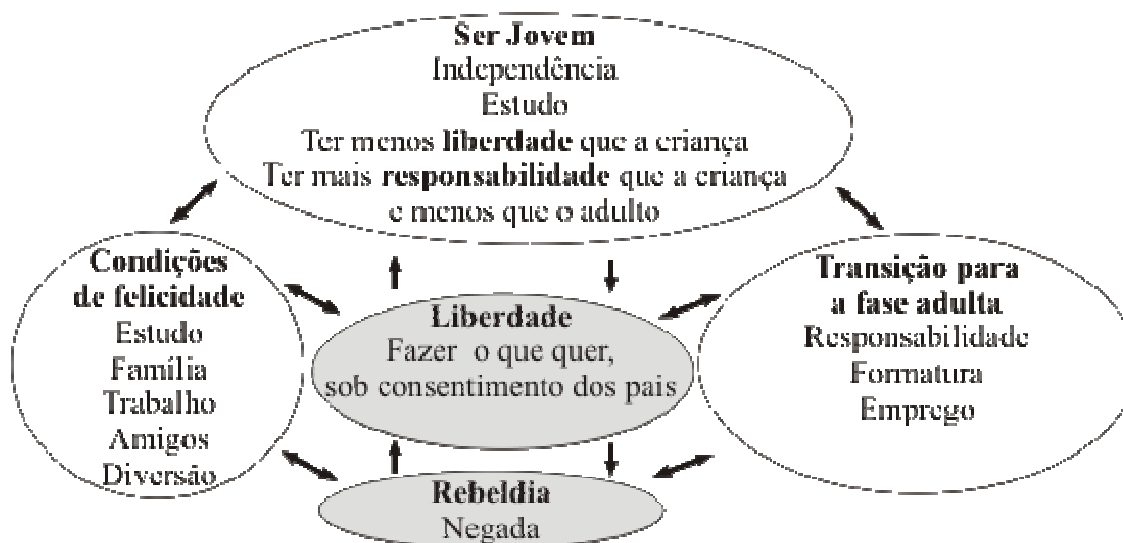 Ser Jovem
Independência
Estudo
Ter menos liberdade que a criança
Ter mais responsabilidade que a criança
e menos que o adulto
Condições
de felicidade
Estudo
Família
Trabalho
Amigos
Diversão
Liberdade
Fazer o que quer,
sob consentimento dos pais
Transição para
a fase adulta
Responsabilidade
Formatura
Emprego
Rebeldia
Negada